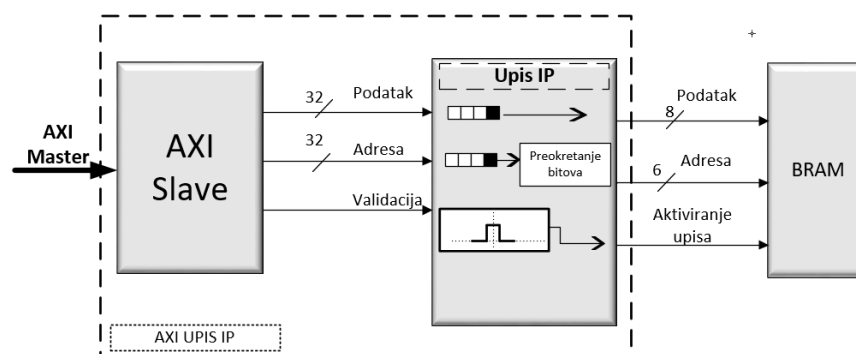 AXI
Master
AXI
Slave
32
Podatak
32
Adresa
Validacija
Upis IP
Preokretanje
bitova
8
Podatak
6
Adresa
Aktiviranje
upisa
BRAM
AXI UPIS IP